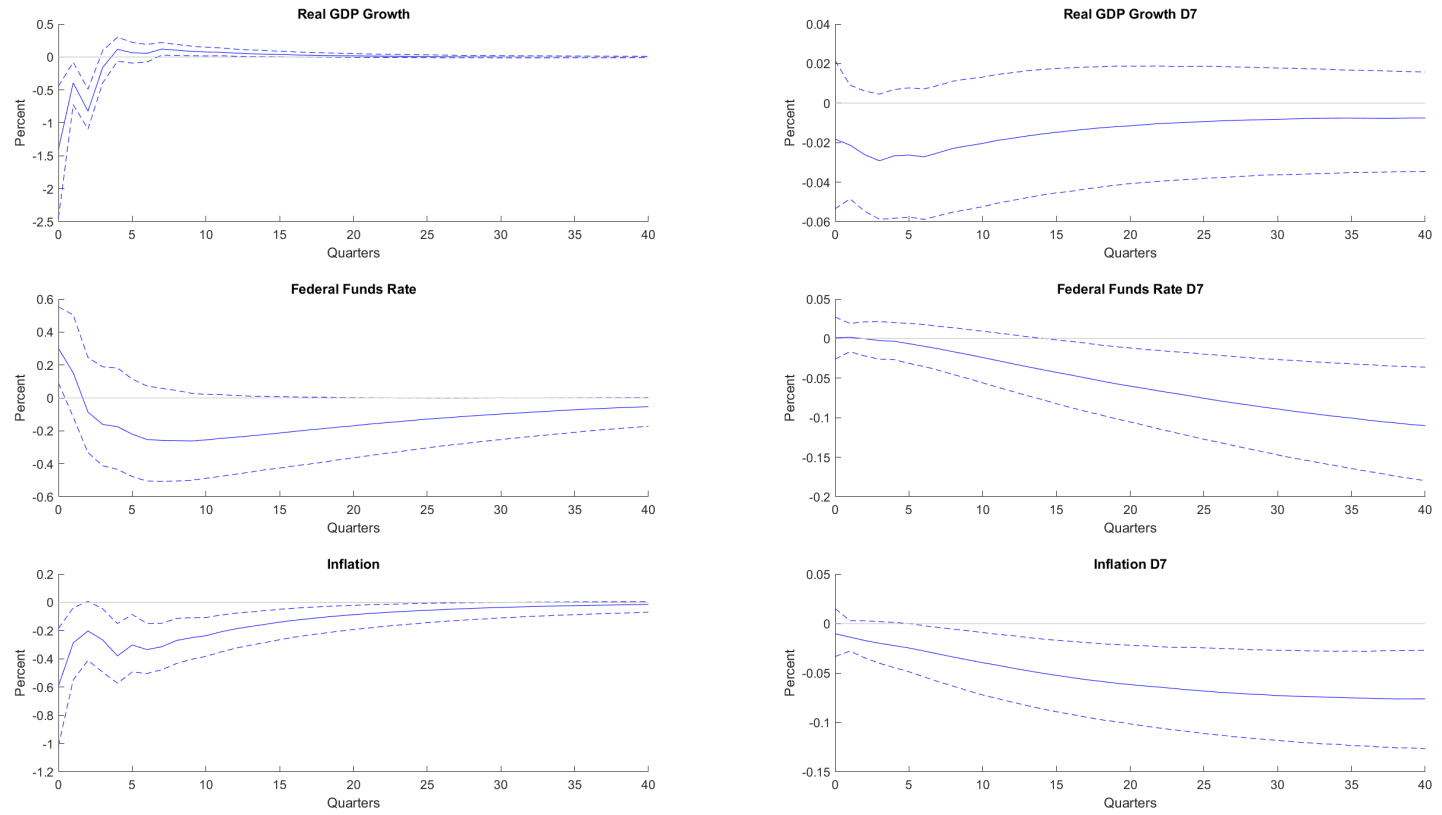 Real GDP Growth
0.5
0
-0.5
-1
-1.5
-2
-2.5
Percent
0 5 10 15 20 25 30 35 40
Quarters
Real GDP Growth D7
0.04
0.02
0
-0.02
-0.04
-0.06
Percent
0 5 10 15 20 25 30 35 40
Quarters
Federal Funds Rate
0.6
0.4
0.2
0
-0.2
-0.4
-0.6
Percent
0 5 10 15 20 25 30 35 40
Quarters
Federal Funds Rate D7
0.05
0
-0.05
-0.1
-0.15
-0.2
Percent
0 5 10 15 20 25 30 35 40
Quarters
Inflation
0.2
0
-0.2
-0.4
-0.6
-0.8
-1
-1.2
Percent
0 5 10 15 20 25 30 35 40
Quarters
Inflation D7
0.05
0
-0.05
-0.1
-0.15
Percent
0 5 10 15 20 25 30 35 40
Quarters